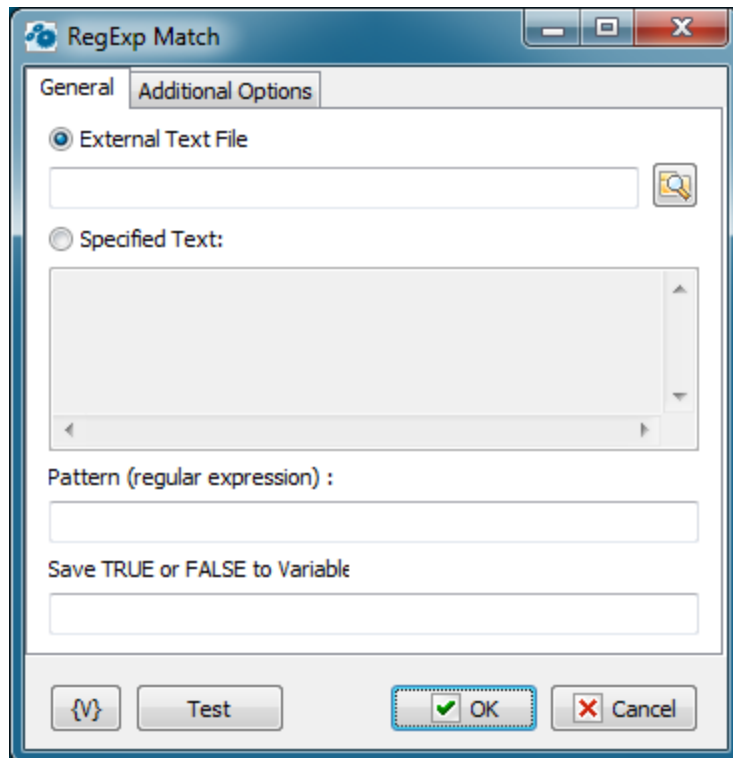 RegExp Match
General Additional Options
External Text File
Specified Text:
Pattern (regular expression) :
Save TRUE or FALSE to Variable
{V} Test OK Cancel